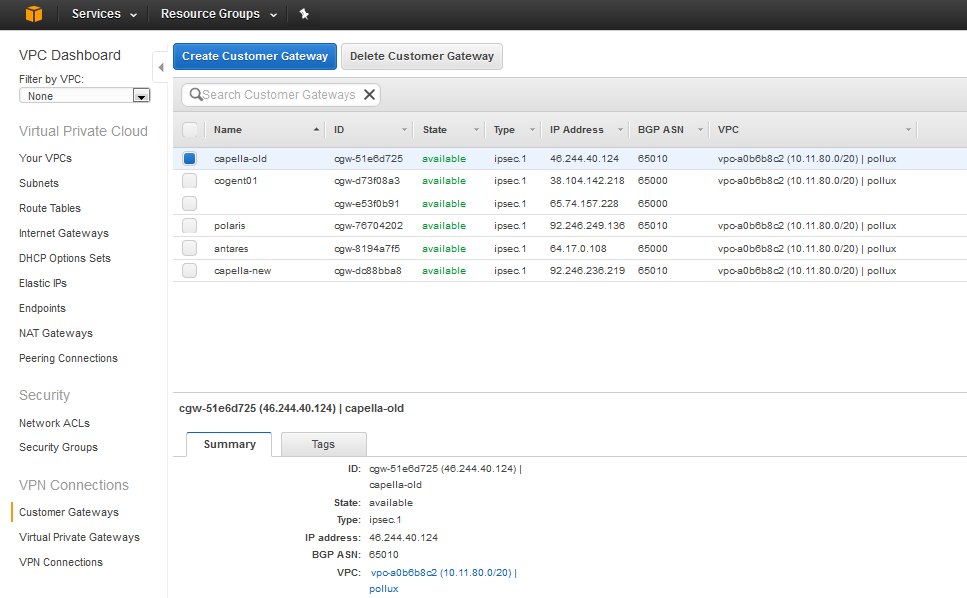 Services Resource Groups
VPC Dashboard
Filter by VPC:
None
Virtual Private Cloud
Your VPCs
Subnets
Route Tables
Internet Gateways
DHCP Options Sets
Elastic IPs
Endpoints
NAT Gateways
Peering Connections
Security
Network ACLs
Security Groups
VPN Connections
Customer Gateways
Virtual Private Gateways
VPN Connections
Create Customer Gateway Delete Customer Gateway
Search Customer Gateways
Name ID State Type IP Address BGP ASN VPC
capella-old cgw-51e6d725 available ipsec.1 46.244.40.124 65010 vpc-a0b6b8c2 (10.11.80.0/20) | pollux
cogent01 cgw-d73f08a3 available ipsec.1 38.104.142.218 65000 vpc-a0b6b8c2 (10.11.80.0/20) | pollux
cgw-e53f0b91 available ipsec.1 65.74.157.228 65000
polaris cgw-76704202 available ipsec.1 92.246.249.136 65010 vpc-a0b6b8c2 (10.11.80.0/20) | pollux
antares cgw-8194a7f5 available ipsec.1 64.17.0.108 65000 vpc-a0b6b8c2 (10.11.80.0/20) | pollux
capella-new cgw-dc88bba8 available ipsec.1 92.246.236.219 65010 vpc-a0b6b8c2 (10.11.80.0/20) | pollux
cgw-51e6d725 (46.244.40.124) | capella-old
Summary Tags
ID: cgw-51e6d725 (46.244.40.124) |
capella-old
State: available
Type: ipsec.1
IP address: 46.244.40.124
BGP ASN: 65010
VPC: vpc-a0b6b8c2 (10.11.80.0/20) |
pollux